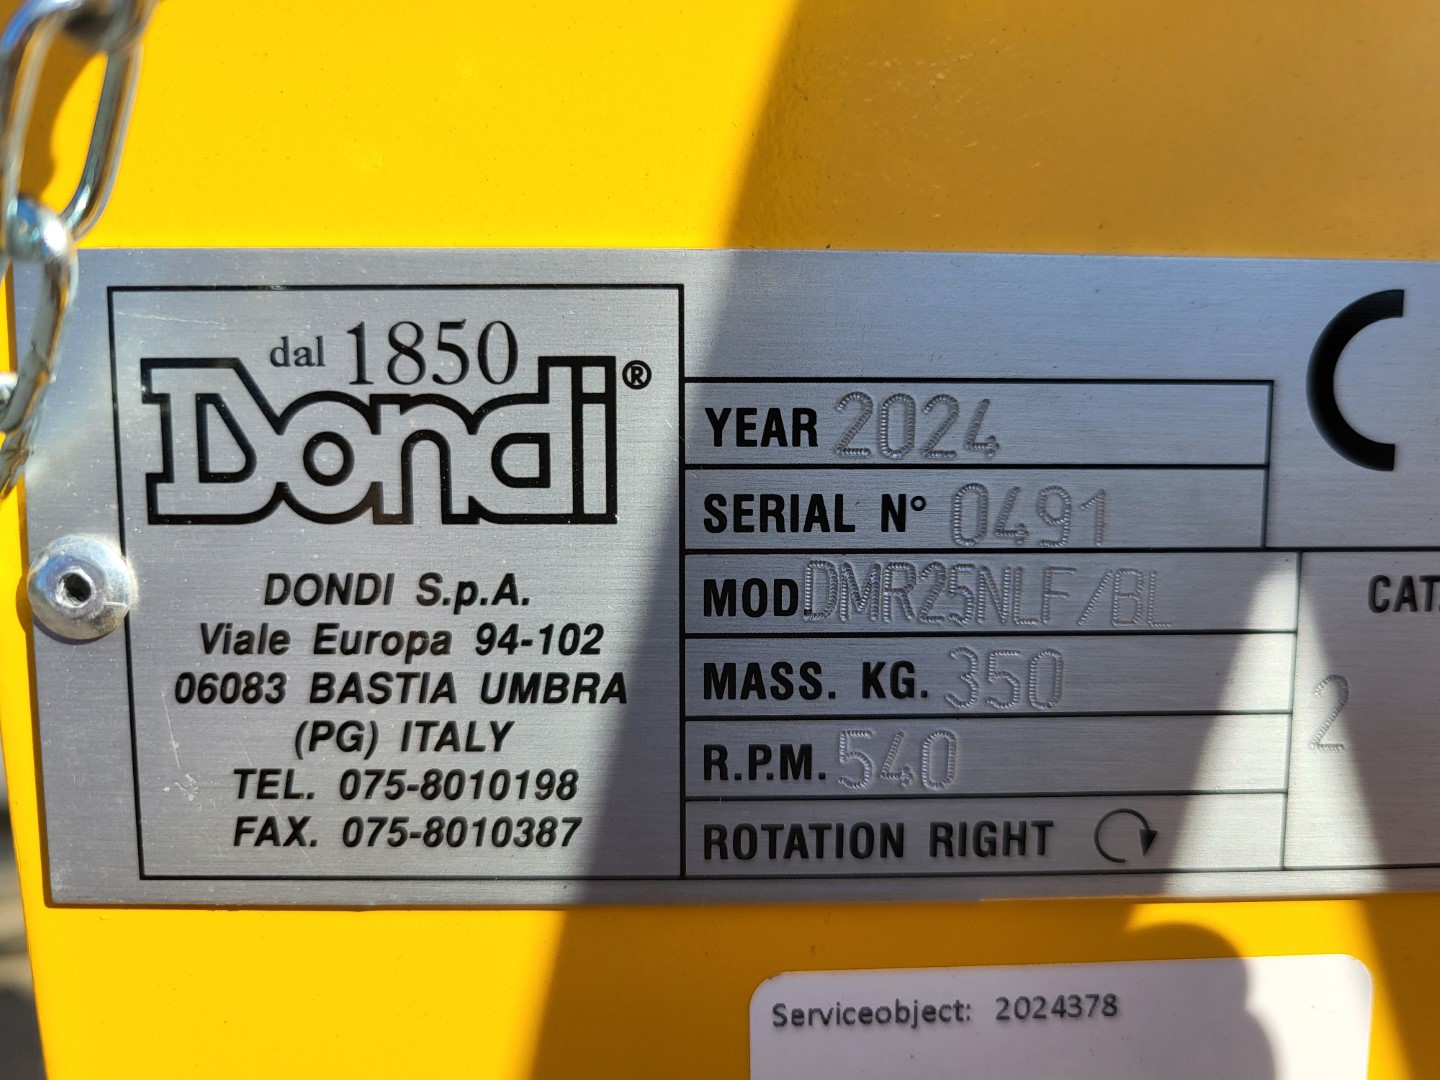 dal 1850
Dondi®
DONDI S.p.A.
Viale Europa 94-102
06083 BASTIA UMBRA
(PG) ITALY
TEL. 075-8010198
FAX. 075-8010387
YEAR 2024
SERIAL N° 0491
MOD. DMR25NLF/BL
MASS. KG. 350
R.P.M. 540
ROTATION RIGHT
C
CAT.
2
Serviceobject: 2024378